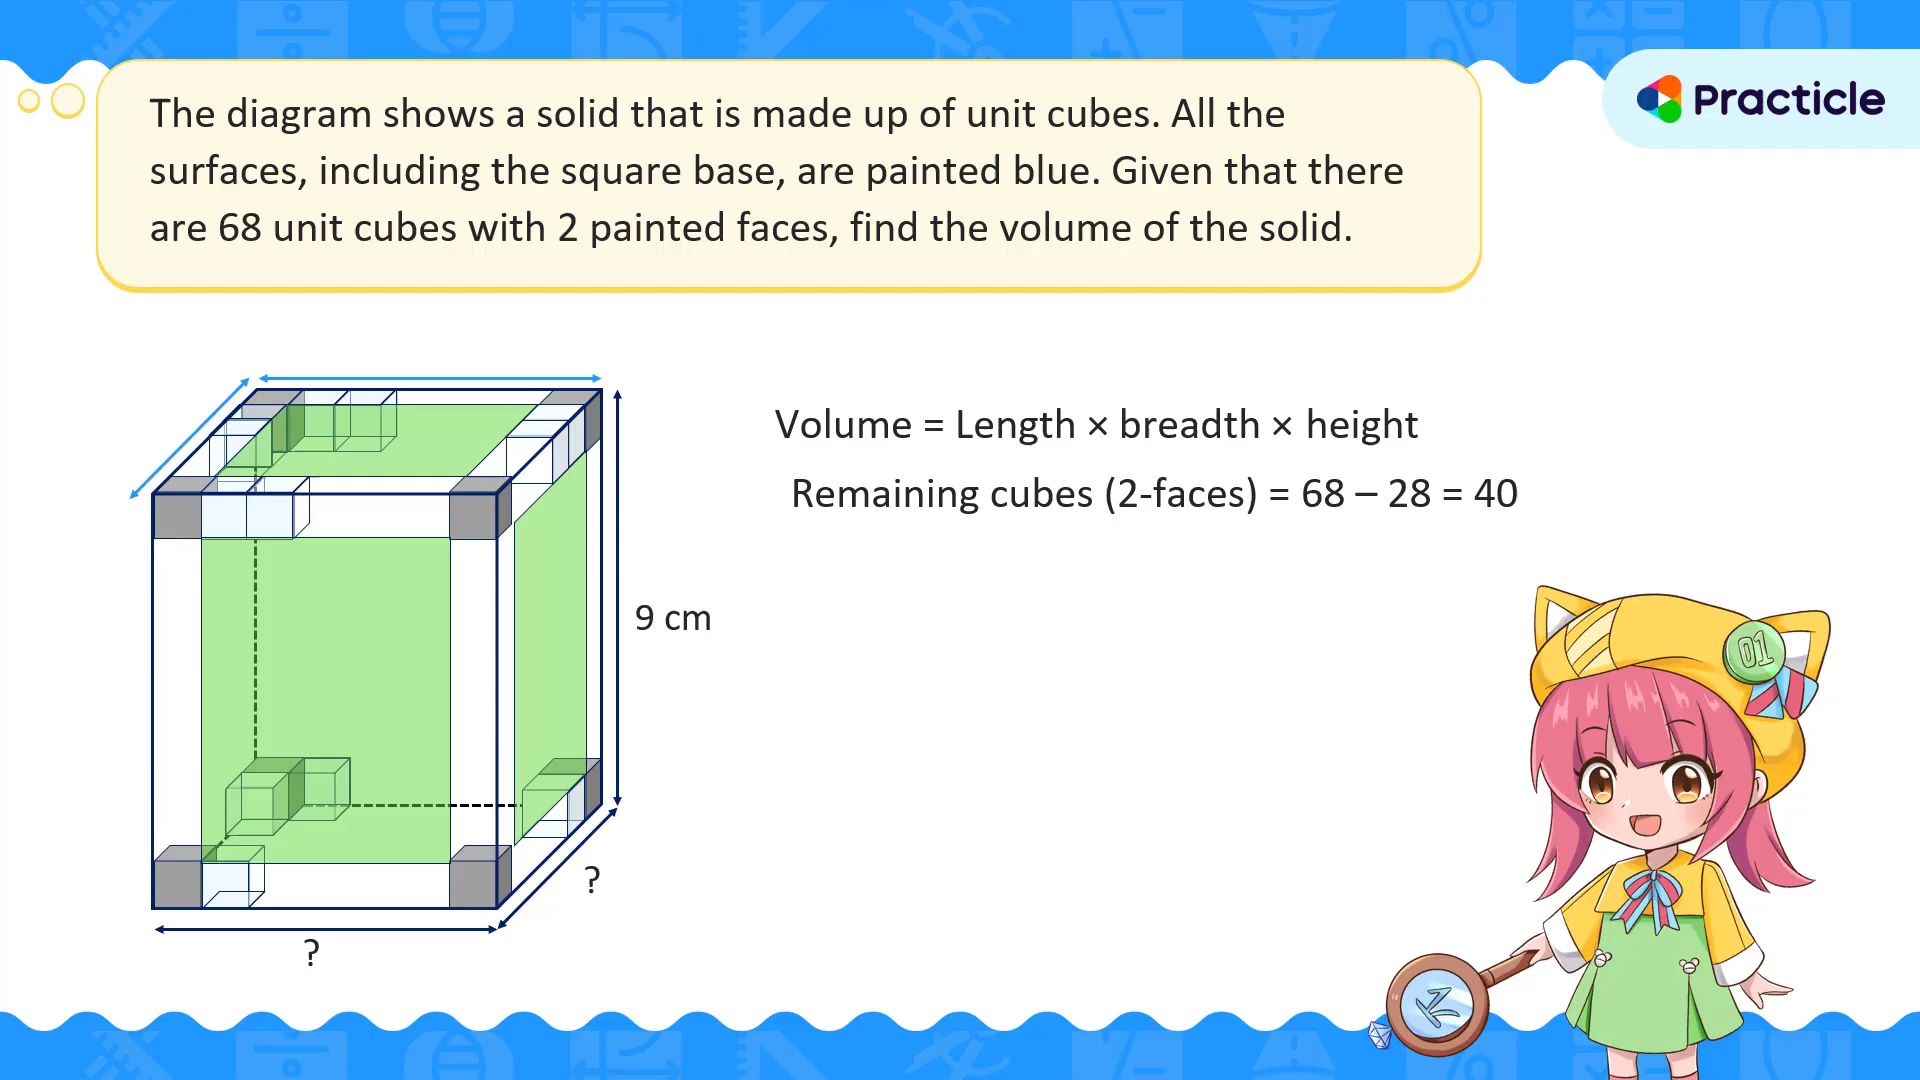 The diagram shows a solid that is made up of unit cubes. All the
surfaces, including the square base, are painted blue. Given that there
are 68 unit cubes with 2 painted faces, find the volume of the solid.
Practicle
Volume = Length × breadth × height
Remaining cubes (2-faces) = 68 – 28 = 40
9 cm
?
?
01